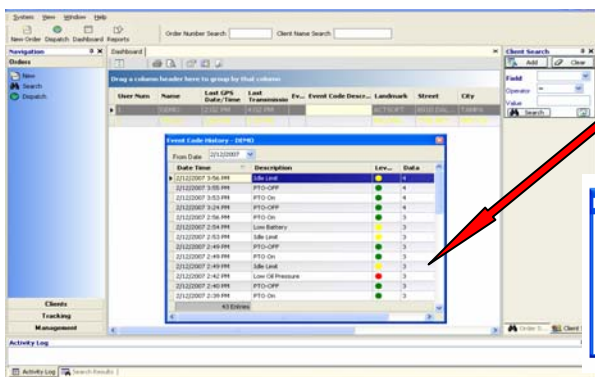 System View Window Help
New Order Dispatch Dashboard Reports Order Number Search Client Name Search
Navigation
Orders
New
Search
Dispatch
Clients
Tracking
Management
Dashboard
Drag a column header here to group by that column
User Num Name Last GPS Date/Time Last Transmission Ev... Event Code Descr... Landmark Street City
1 DEMO ACTSOFT TAMPA
Event Code History - DEMO
From Date 2/12/2007
Date Time Description Lev... Data
2/12/2007 3:56 PM Idle Limit 4
2/12/2007 3:55 PM PTO-OFF 4
2/12/2007 3:53 PM PTO On 4
2/12/2007 3:24 PM PTO-OFF 4
2/12/2007 2:56 PM PTO On 3
2/12/2007 2:54 PM Low Battery 3
2/12/2007 2:53 PM Idle Limit 3
2/12/2007 2:49 PM PTO-OFF 3
2/12/2007 2:49 PM PTO On 3
2/12/2007 2:49 PM Idle Limit 3
2/12/2007 2:42 PM Low Oil Pressure 3
2/12/2007 2:40 PM PTO-OFF 3
2/12/2007 2:39 PM PTO On 3
43 Entries
Client Search
Add Clear
Field
Operator =
Value
Search
Order S... Client
Activity Log
Activity Log Search Results